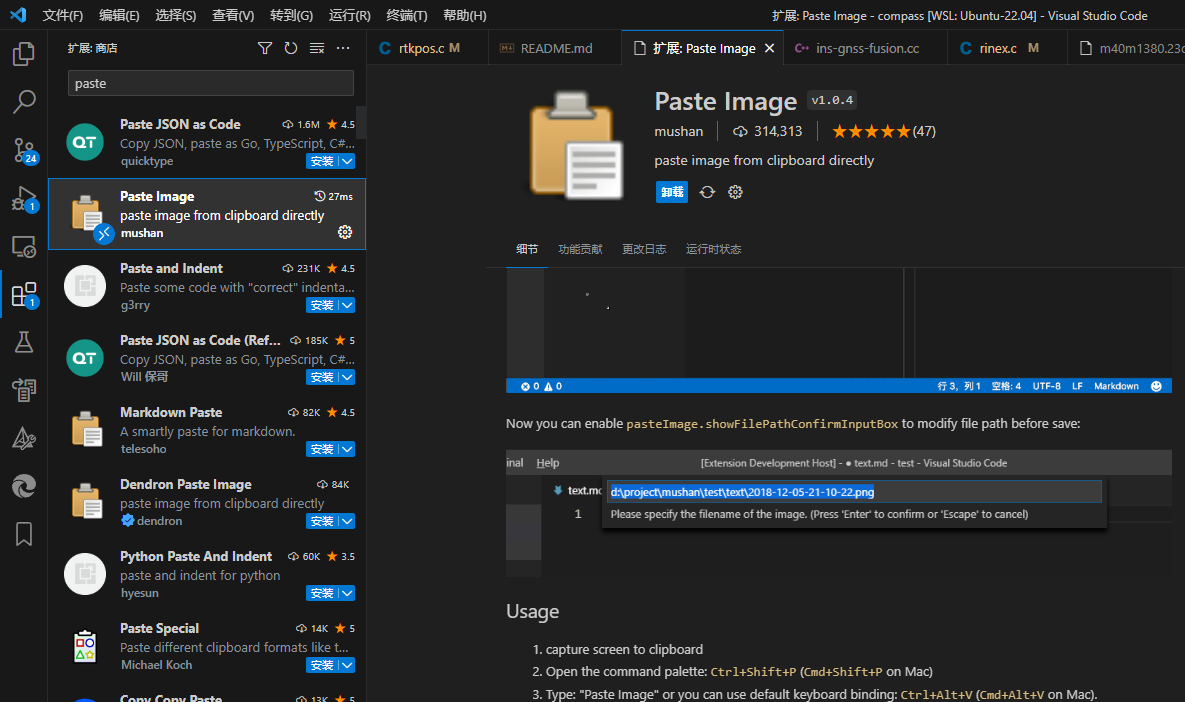 文件(F) 编辑(E) 选择(S) 查看(V) 转到(G) 运行(R) 终端(T) 帮助(H) 扩展: Paste Image - compass [WSL: Ubuntu-22.04] - Visual Studio Code
扩展: 商店
paste
Paste JSON as Code 1.6M ★ 4.5
Copy JSON, paste as Go, TypeScript, C#...
quicktype 安装
QT
Paste Image 27ms
paste image from clipboard directly
mushan
Paste and Indent 231K ★ 4.5
Paste some code with "correct" indenta...
g3rry 安装
Paste JSON as Code (Ref... 185K ★ 5
Copy JSON, paste as Go, TypeScript, C#...
Will 保哥 安装
QT
Markdown Paste 82K ★ 4.5
A smartly paste for markdown.
telesoho 安装
Dendron Paste Image 84K
paste image from clipboard directly
dendron 安装
Python Paste And Indent 60K ★ 3.5
paste and indent for python
hyesun 安装
Paste Special 14K ★ 5
Paste different clipboard formats like t...
Michael Koch 安装
Copy Copy Paste 13K ★ 5
24
1
1
rtkpos.c M README.md 扩展: Paste Image ins-gnss-fusion.cc rinex.c M m40m1380.23
Paste Image v1.0.4
mushan 314,313 ★★★★★(47)
paste image from clipboard directly
卸载
细节 功能贡献 更改日志 运行时状态
0 0 行 3，列 1 空格: 4 UTF-8 LF Markdown
Now you can enable pasteImage.showFilePathConfirmInputBox to modify file path before save:
inal Help [Extension Development Host] - ● text.md - test - Visual Studio Code
text.mc d:\project\mushan\test\text\2018-12-05-21-10-22.png
1 Please specify the filename of the image. (Press 'Enter' to confirm or 'Escape' to cancel)
Usage
1. capture screen to clipboard
2. Open the command palette: Ctrl+Shift+P (Cmd+Shift+P on Mac)
3. Type: "Paste Image" or you can use default keyboard binding: Ctrl+Alt+V (Cmd+Alt+V on Mac).